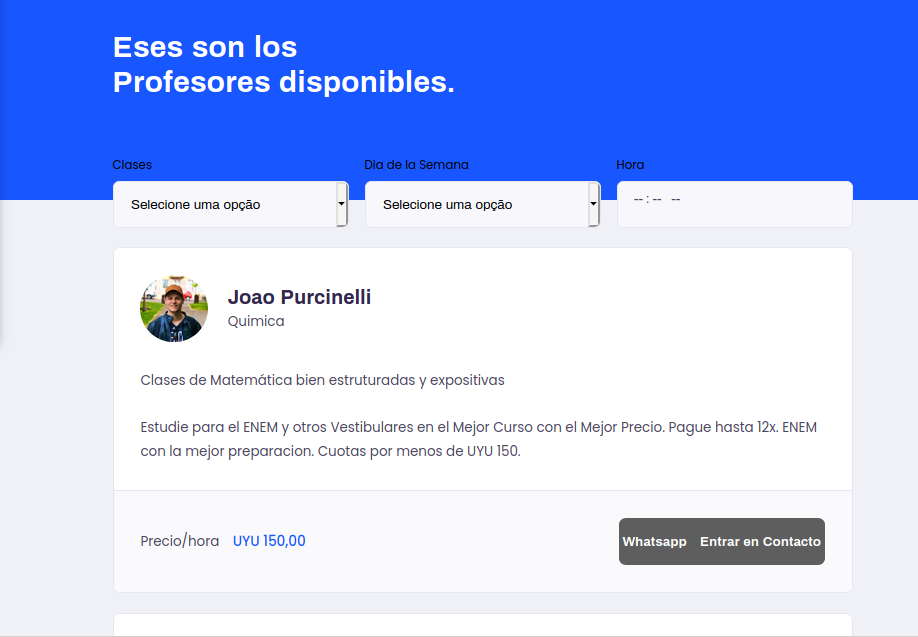 Eses son los
Profesores disponibles.
Clases
Dia de la Semana
Hora
Selecione uma opção
Selecione uma opção
-- : -- --
Joao Purcinelli
Quimica
Clases de Matemática bien estruturadas y expositivas
Estudie para el ENEM y otros Vestibulares en el Mejor Curso con el Mejor Precio. Pague hasta 12x. ENEM
con la mejor preparacion. Cuotas por menos de UYU 150.
Precio/hora UYU 150,00
Whatsapp Entrar en Contacto